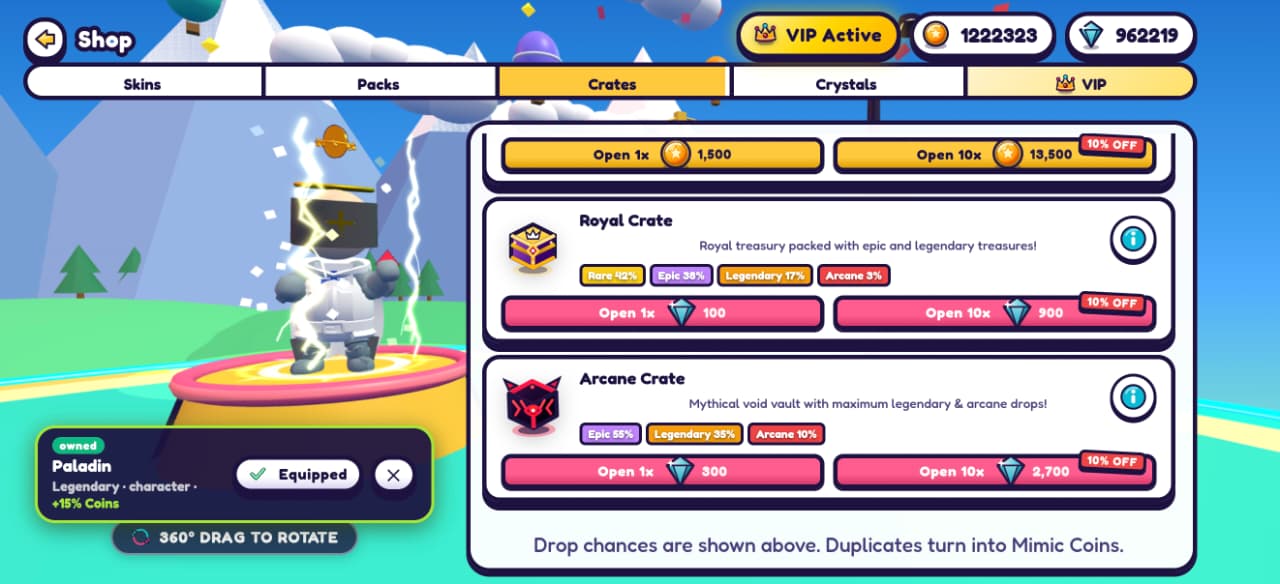 Shop
VIP Active
1222323
962219
Skins
Packs
Crates
Crystals
VIP
Open 1x 1,500
Open 10x 13,500
10% OFF
Royal Crate
Royal treasury packed with epic and legendary treasures!
Rare 42% Epic 38% Legendary 17% Arcane 3%
Open 1x 100
Open 10x 900
10% OFF
Arcane Crate
Mythical void vault with maximum legendary & arcane drops!
Epic 55% Legendary 35% Arcane 10%
Open 1x 300
Open 10x 2,700
10% OFF
Drop chances are shown above. Duplicates turn into Mimic Coins.
owned
Paladin
Legendary · character ·
+15% Coins
Equipped
360° DRAG TO ROTATE